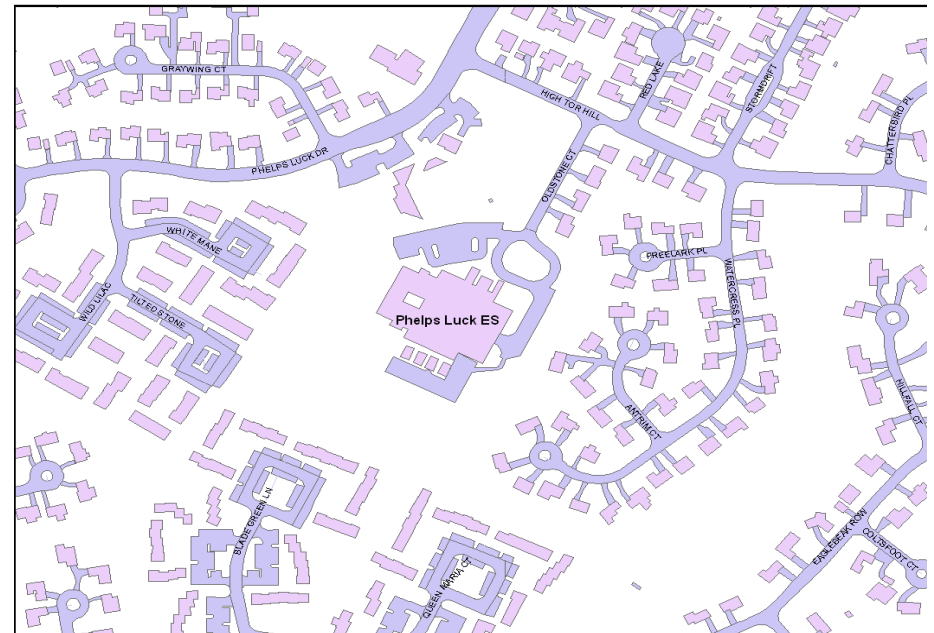 GRAYWING CT
HIGH TOR HILL
RED LAKE
STORMDRIFT
CHATTERBIRD PL
PHELPS LUCK DR
OLDSTONE CT
WHITE MANE
FREELARK PL
WATERCRESS PL
WILD LILAC
TILTED STONE
Phelps Luck ES
HILLFALL CT
ANTRIM CT
BLADE GREEN LN
EAGLEBEAK ROW
COLTSFOOT CT
QUEEN MARIA CT